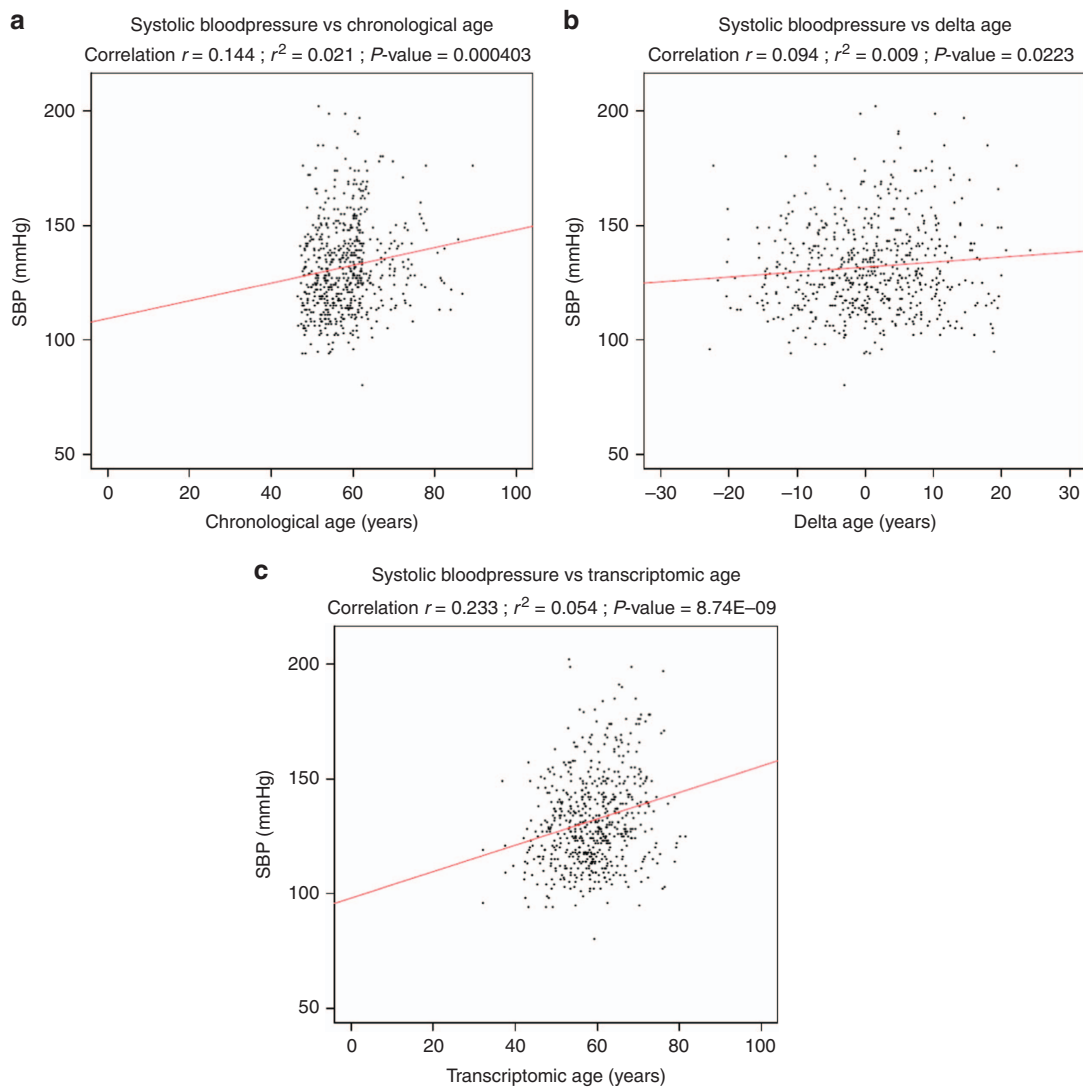 a
Systolic bloodpressure vs chronological age
Correlation r = 0.144 ; r² = 0.021 ; P-value = 0.000403
200
150
100
50
SBP (mmHg)
0 20 40 60 80 100
Chronological age (years)
b
Systolic bloodpressure vs delta age
Correlation r = 0.094 ; r² = 0.009 ; P-value = 0.0223
200
150
100
50
SBP (mmHg)
−30 −20 −10 0 10 20 30
Delta age (years)
c
Systolic bloodpressure vs transcriptomic age
Correlation r = 0.233 ; r² = 0.054 ; P-value = 8.74E–09
200
150
100
50
SBP (mmHg)
0 20 40 60 80 100
Transcriptomic age (years)